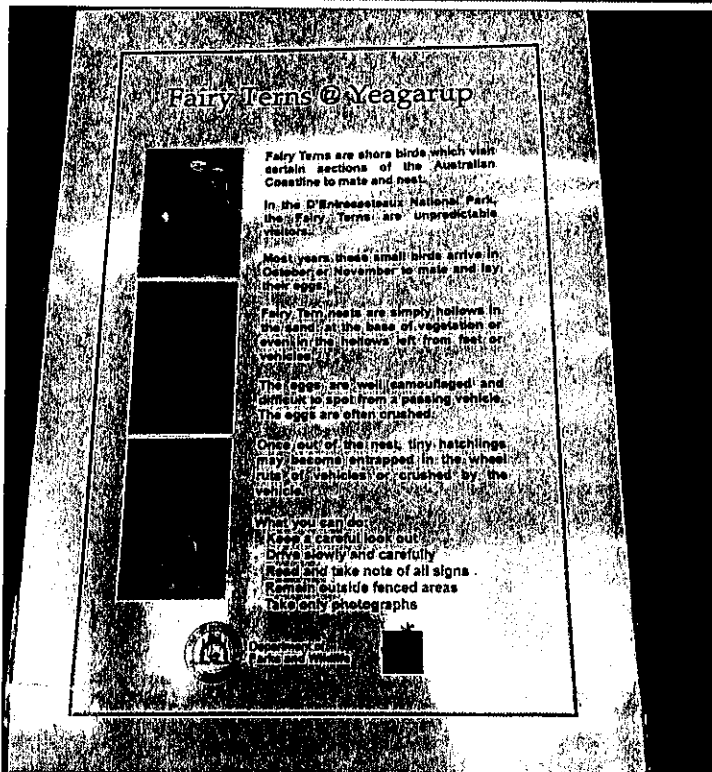 Fairy Terns @ Yeagarup
Fairy Terns are shore birds which visit
certain sections of the Australian
Coastline to mate and nest.
In the D'Entrecasteaux National Park,
the Fairy Terns are unpredictable
visitors.
Most years these small birds arrive in
October or November to mate and lay
their eggs.
Fairy Tern nests are simply hollows in
the sand, at the base of vegetation or
even in the hollows left from feet or
vehicles.
The eggs are well camouflaged and
difficult to spot from a passing vehicle.
The eggs are often crushed.
Once out of the nest, tiny hatchlings
may become entrapped in the wheel
ruts of vehicles or crushed by the
vehicle.
What you can do:
Keep a careful look out
Drive slowly and carefully
Read and take note of all signs
Remain outside fenced areas
Take only photographs
Department of
Parks and Wildlife